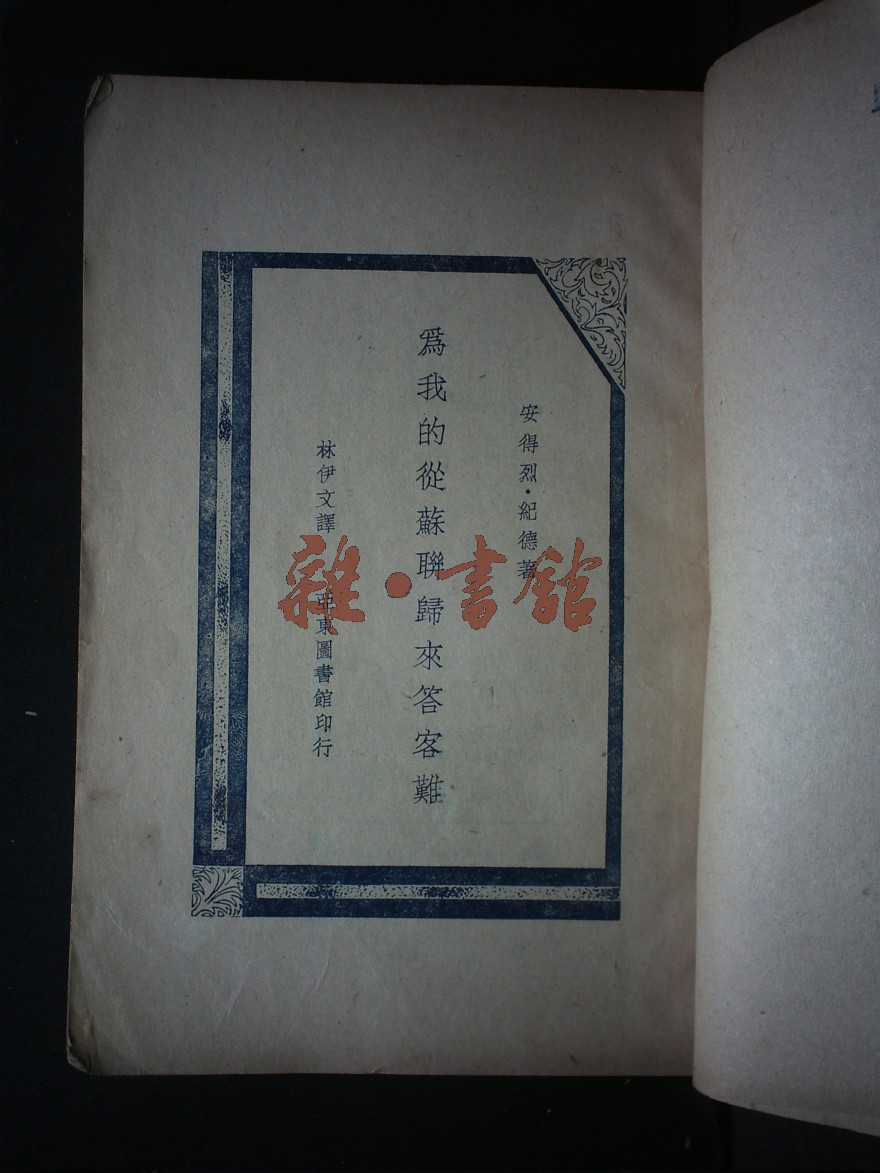 安得烈·紀德著
爲我的從蘇聯歸來答客難
林伊文譯 亞東圖書館印行
雜·書館